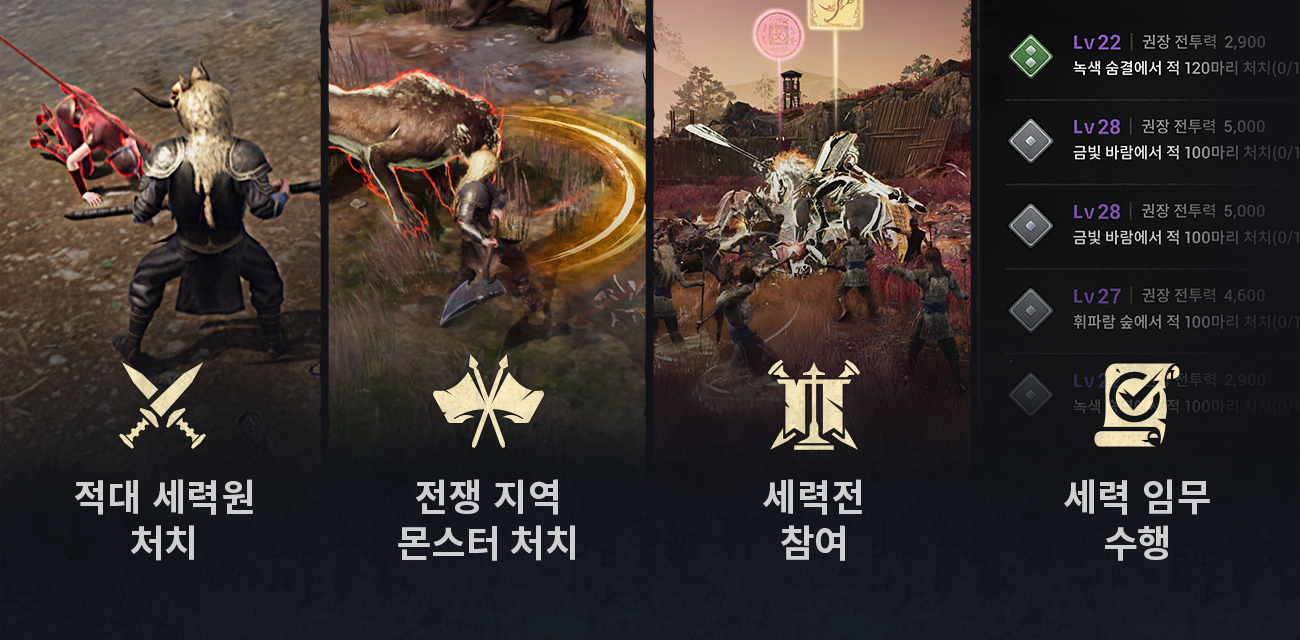 Lv22 | 권장 전투력 2,900
녹색 숨결에서 적 120마리 처치(0/1
Lv28 | 권장 전투력 5,000
금빛 바람에서 적 100마리 처치(0/1
Lv28 | 권장 전투력 5,000
금빛 바람에서 적 100마리 처치(0/1
Lv27 | 권장 전투력 4,600
휘파람 숲에서 적 100마리 처치(0/1
전투력 2,900
녹색 적 100마리 처치(0/1
적대 세력원
처치
전쟁 지역
몬스터 처치
세력전
참여
세력 임무
수행